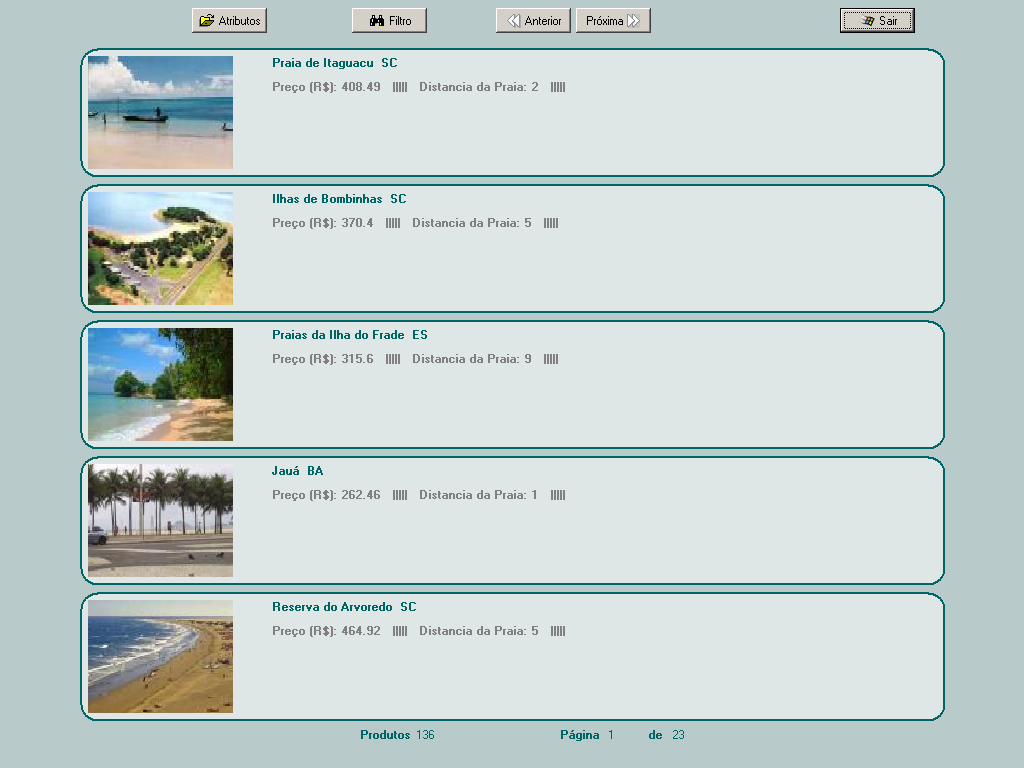 Atributos Filtro Anterior Próxima Sair
Praia de Itaguacu SC
Preço (R$): 408.49 ||||| Distancia da Praia: 2 |||||
Ilhas de Bombinhas SC
Preço (R$): 370.4 ||||| Distancia da Praia: 5 |||||
Praias da Ilha do Frade ES
Preço (R$): 315.6 ||||| Distancia da Praia: 9 |||||
Jauá BA
Preço (R$): 262.46 ||||| Distancia da Praia: 1 |||||
Reserva do Arvoredo SC
Preço (R$): 464.92 ||||| Distancia da Praia: 5 |||||
Produtos 136 Página 1 de 23